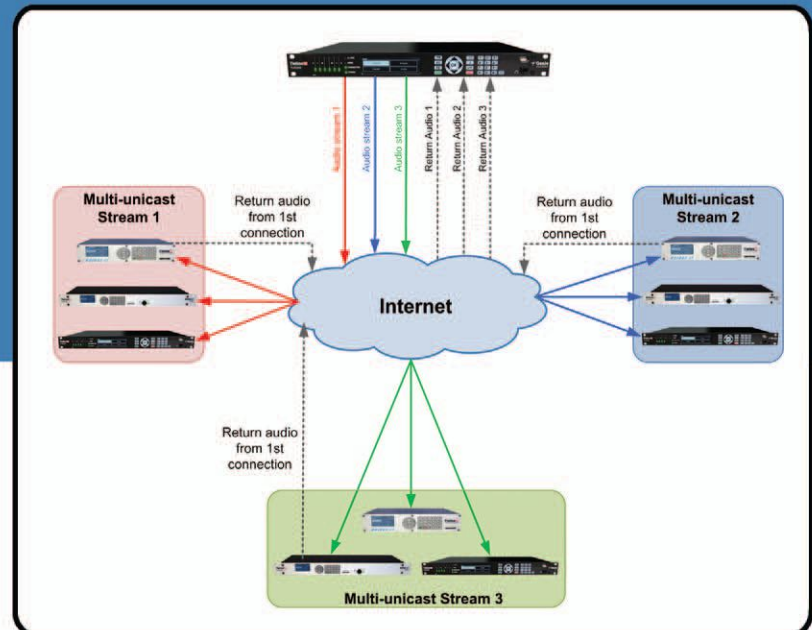 Audio stream 1
Audio stream 2
Audio stream 3
Return Audio 1
Return Audio 2
Return Audio 3
Multi-unicast
Stream 1
Return audio
from 1st
connection
Return audio
from 1st
connection
Multi-unicast
Stream 2
Internet
Return audio
from 1st
connection
Multi-unicast Stream 3